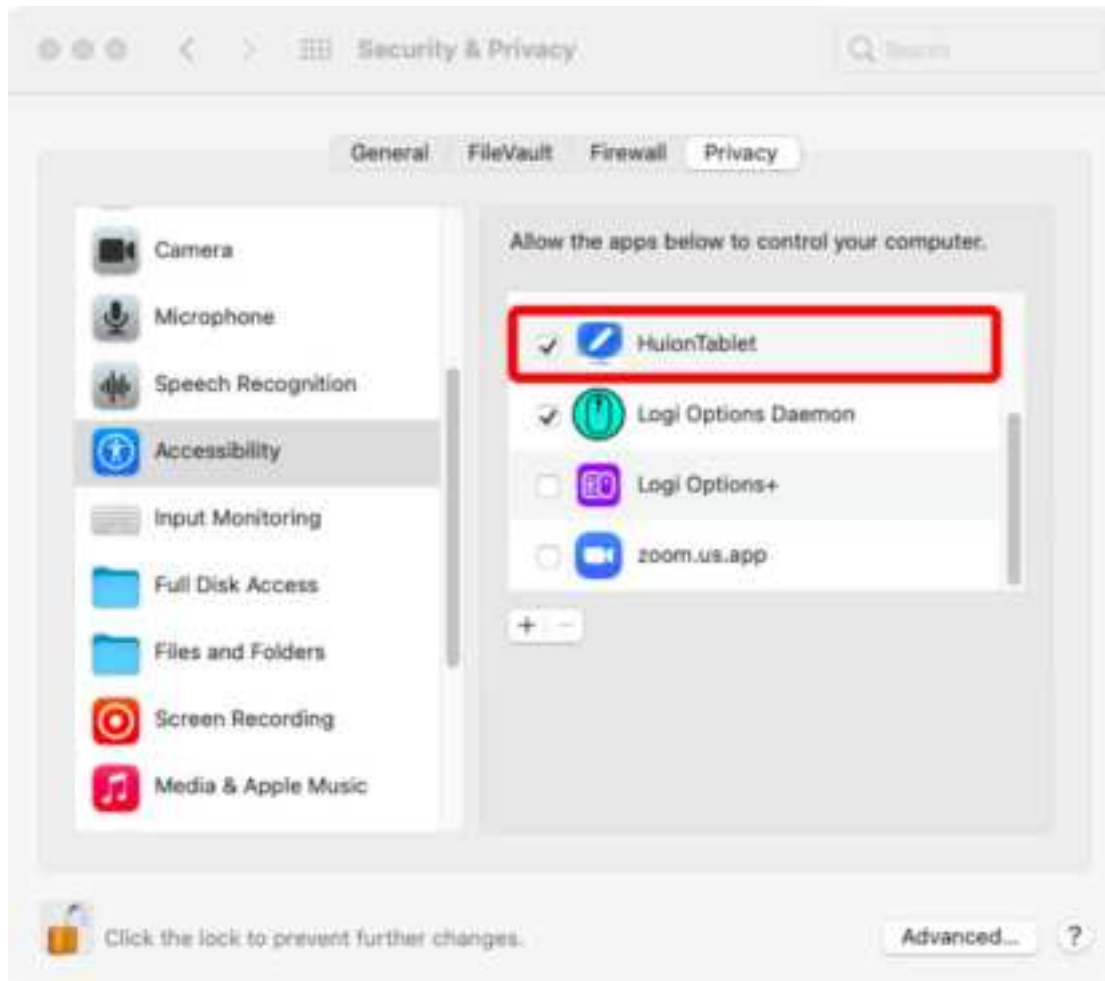 Security & Privacy
Search
General FileVault Firewall Privacy
Camera
Microphone
Speech Recognition
Accessibility
Input Monitoring
Full Disk Access
Files and Folders
Screen Recording
Media & Apple Music
Allow the apps below to control your computer.
HuionTablet
Logi Options Daemon
Logi Options+
zoom.us.app
+ −
Click the lock to prevent further changes.
Advanced...
?